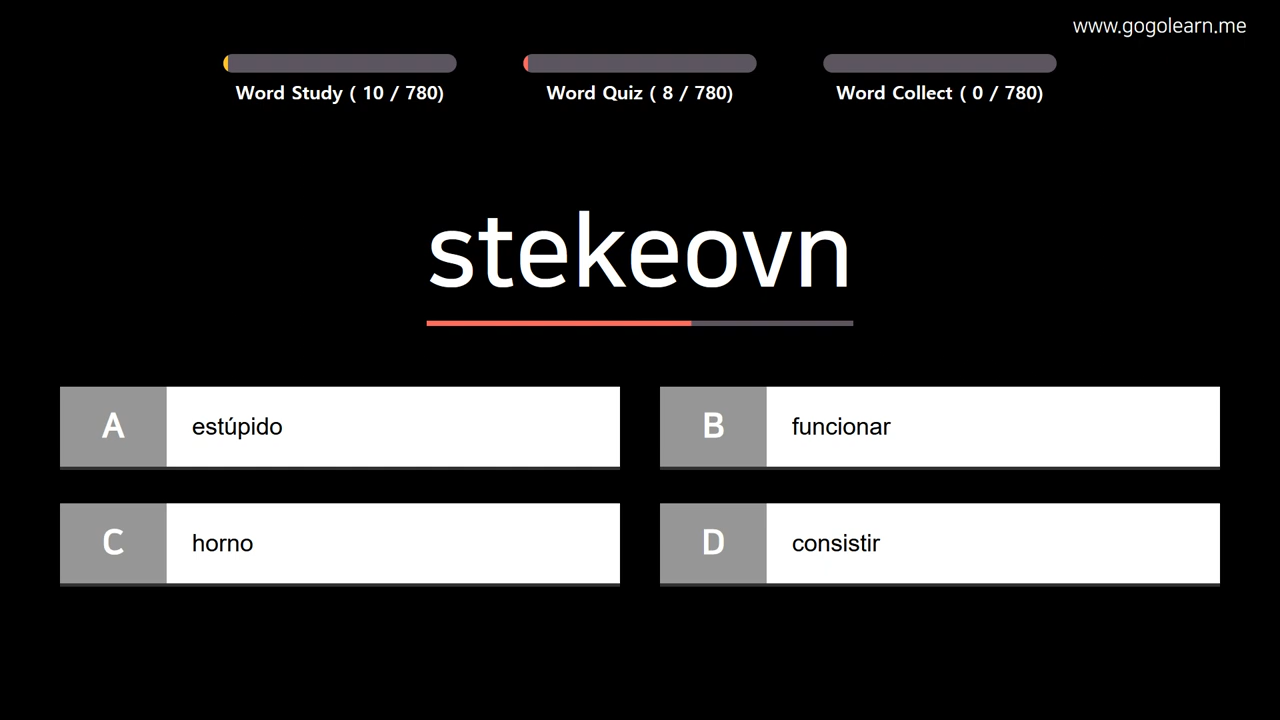 www.gogolearn.me
Word Study ( 10 / 780)
Word Quiz ( 8 / 780)
Word Collect ( 0 / 780)
stekeovn
A estúpido
B funcionar
C horno
D consistir